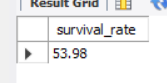 Result Grid
survival_rate
53.98